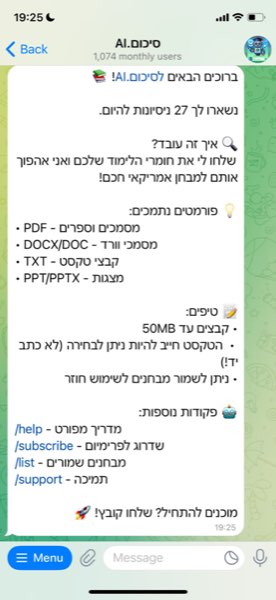 19:25
Back
סיכום.AI
1,074 monthly users
ברוכים הבאים לסיכום.AI! 📚
נשארו לך 27 ניסיונות להיום.
🔍 איך זה עובד?
שלחו לי את חומרי הלימוד שלכם ואני אהפוך
אותם למבחן אמריקאי חכם!
💡 פורמטים נתמכים:
• PDF - מסמכים וספרים
• DOCX/DOC - מסמכי וורד
• TXT - קבצי טקסט
• PPT/PPTX - מצגות
📝 טיפים:
• קבצים עד 50MB
• הטקסט חייב להיות ניתן לבחירה (לא כתב
יד!)
• ניתן לשמור מבחנים לשימוש חוזר
🤖 פקודות נוספות:
/help - מדריך מפורט
/subscribe - שדרוג לפרימיום
/list - מבחנים שמורים
/support - תמיכה
מוכנים להתחיל? שלחו קובץ! 🚀
19:25
Menu
Message